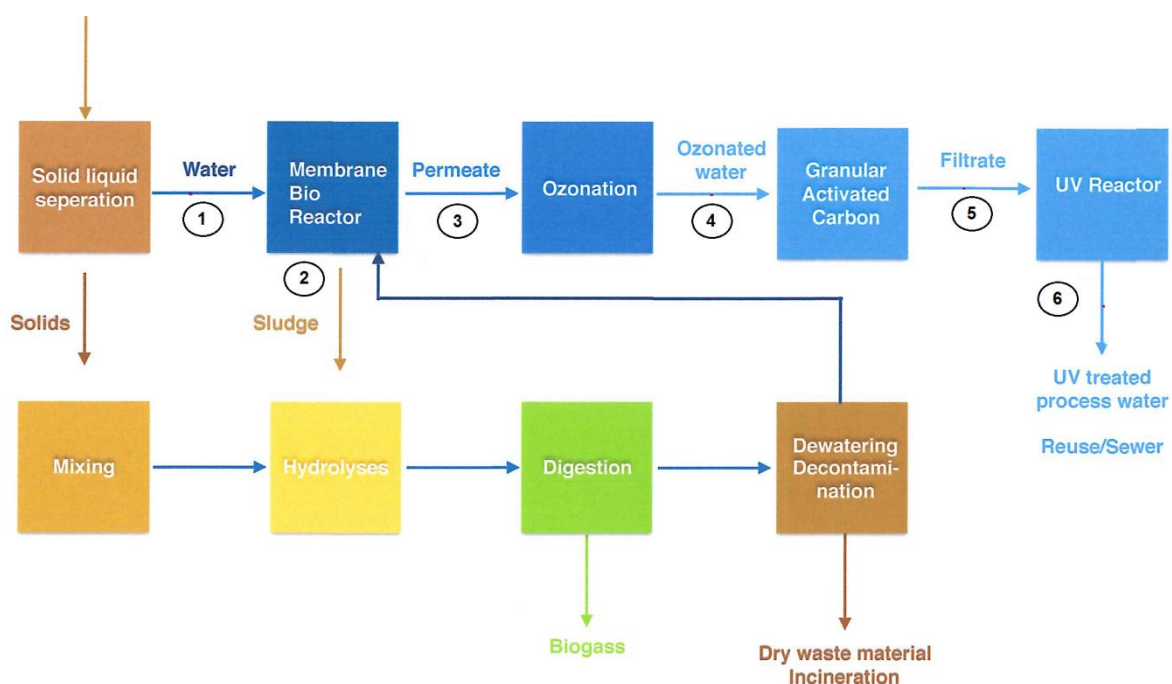 Solid liquid
seperation
Water
1
Membrane
Bio
Reactor
2
Permeate
3
Ozonation
Ozonated
water
4
Granular
Activated
Carbon
Filtrate
5
UV Reactor
6
Solids
Sludge
UV treated
process water
Reuse/Sewer
Mixing
Hydrolyses
Digestion
Dewatering
Decontami-
nation
Biogass
Dry waste material
Incineration